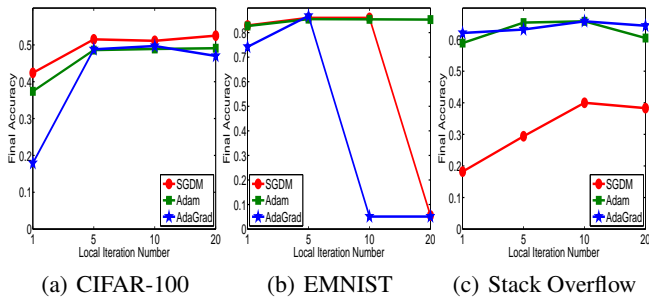 Final Accuracy
0.5
0.4
0.3
0.2
0.1
0
1 5 10 20
Local Iteration Number
SGDM
Adam
AdaGrad
(a) CIFAR-100
Final Accuracy
0.8
0.7
0.6
0.5
0.4
0.3
0.2
0.1
0
1 5 10 20
Local Iteration Number
SGDM
Adam
AdaGrad
(b) EMNIST
Final Accuracy
0.6
0.5
0.4
0.3
0.2
0.1
0
1 5 10 20
Local Iteration Number
SGDM
Adam
AdaGrad
(c) Stack Overflow